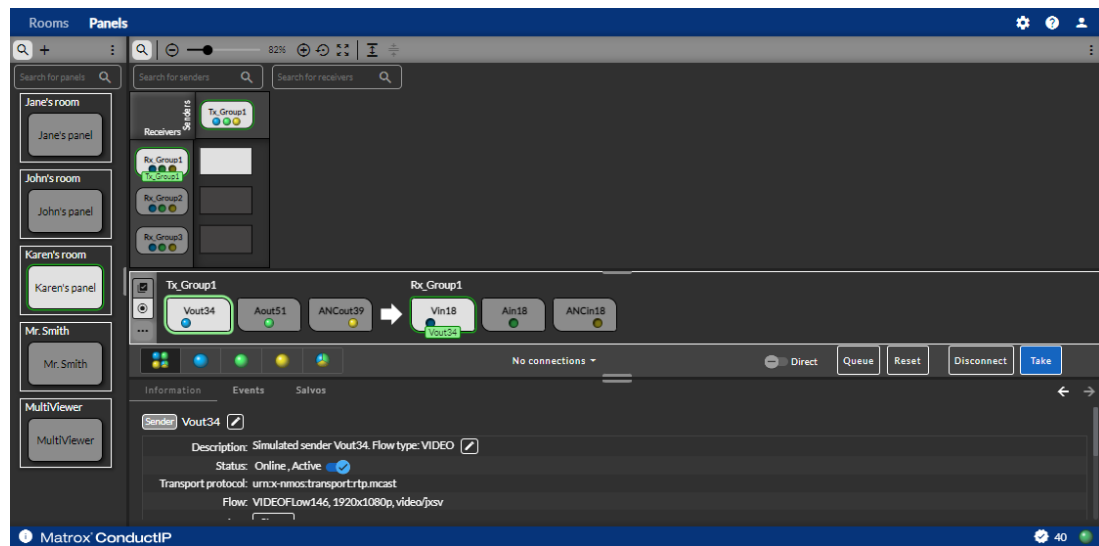 Rooms Panels
82%
Search for panels
Search for senders
Search for receivers
Jane's room
Jane's panel
John's room
John's panel
Karen's room
Karen's panel
Mr. Smith
Mr. Smith
MultiViewer
MultiViewer
Senders
Receivers
Tx_Group1
Rx_Group1
Tx_Group1
Rx_Group2
Rx_Group3
Tx_Group1
Rx_Group1
Vout34
Aout51
ANCout39
Vin18
Vout34
Ain18
ANCin18
No connections
Direct
Queue
Reset
Disconnect
Take
Information Events Salvos
Sender Vout34
Description: Simulated sender Vout34. Flow type: VIDEO
Status: Online , Active
Transport protocol: urn:x-nmos:transport:rtp.mcast
Flow: VIDEOFLow146, 1920x1080p, video/jxsv
Matrox® ConductIP
40